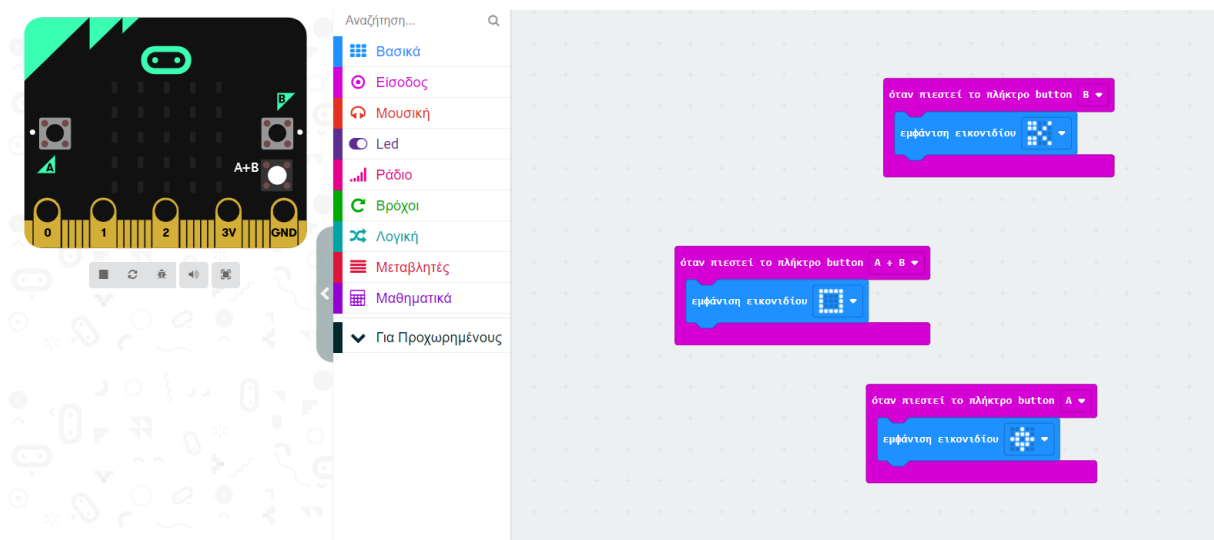 Αναζήτηση...
Βασικά
Είσοδος
Μουσική
Led
Ράδιο
Βρόχοι
Λογική
Μεταβλητές
Μαθηματικά
Για Προχωρημένους
B
A
A+B
0 1 2 3V GND
όταν πιεστεί το πλήκτρο button B
εμφάνιση εικονιδίου
όταν πιεστεί το πλήκτρο button A + B
εμφάνιση εικονιδίου
όταν πιεστεί το πλήκτρο button A
εμφάνιση εικονιδίου